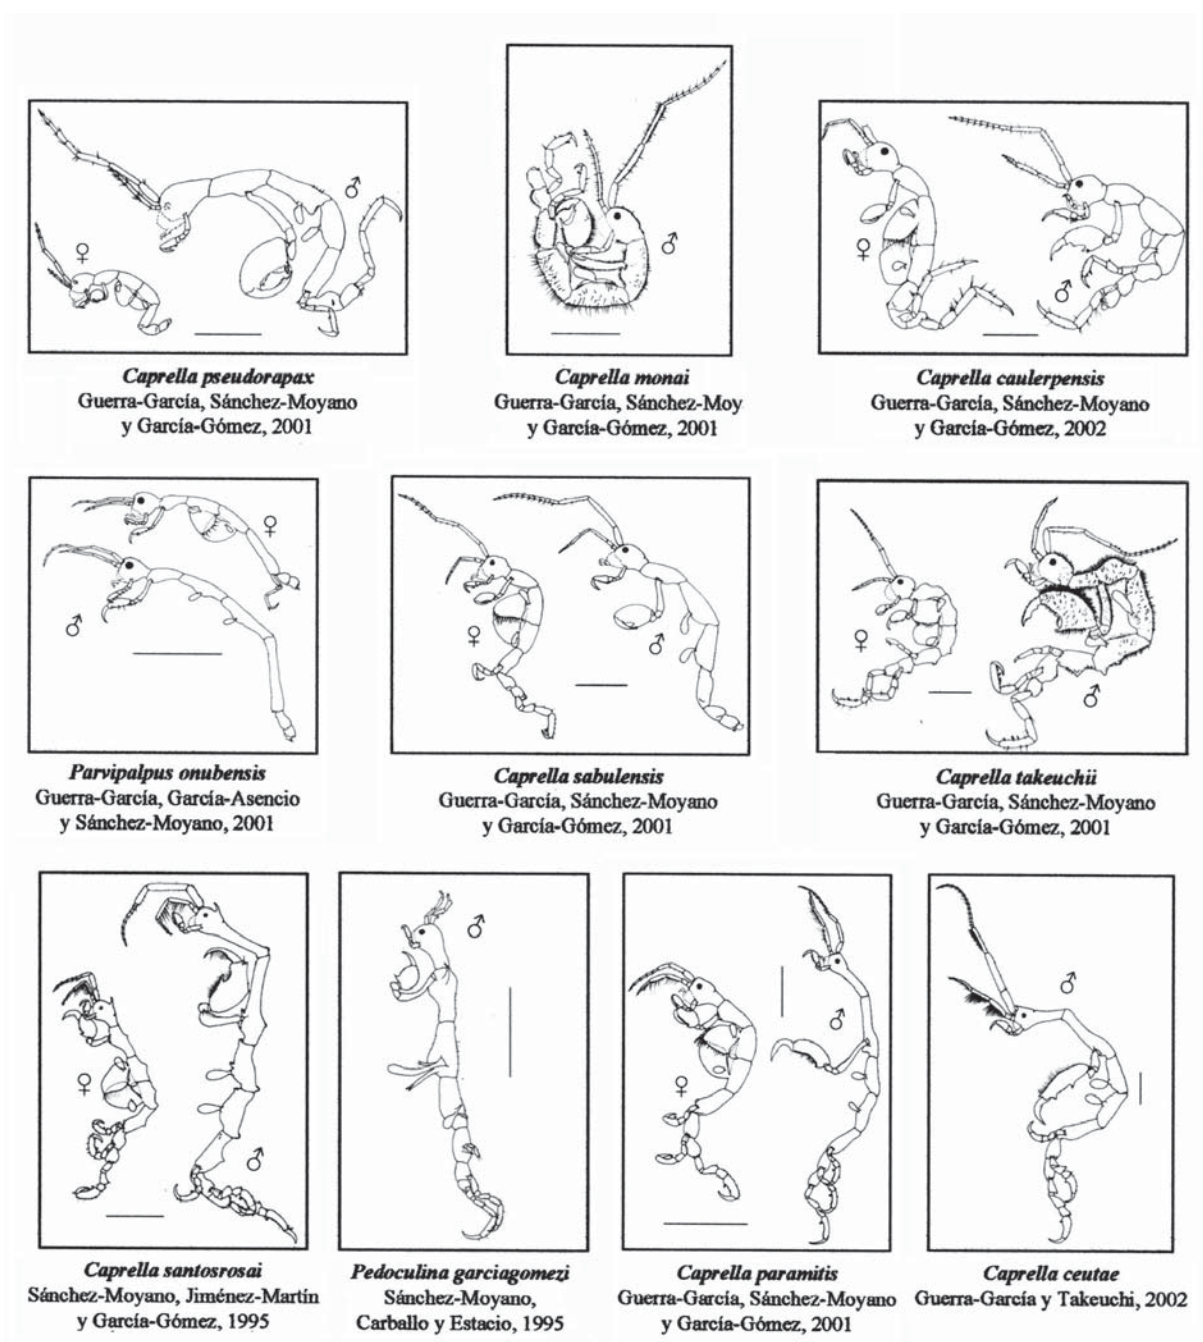 ♂
♀
♂
♀
♂
Caprella pseudorapax
Guerra-García, Sánchez-Moyano
y García-Gómez, 2001
Caprella monai
Guerra-García, Sánchez-Moy
y García-Gómez, 2001
Caprella caulerpensis
Guerra-García, Sánchez-Moyano
y García-Gómez, 2002
♀
♂
♀
♂
♀
♂
Parvipalpus onubensis
Guerra-García, García-Asencio
y Sánchez-Moyano, 2001
Caprella sabulensis
Guerra-García, Sánchez-Moyano
y García-Gómez, 2001
Caprella takeuchii
Guerra-García, Sánchez-Moyano
y García-Gómez, 2001
♀
♂
♂
♀
♂
♂
Caprella santosrosai
Sánchez-Moyano, Jiménez-Martín
y García-Gómez, 1995
Pedoculina garciagomezi
Sánchez-Moyano,
Carballo y Estacio, 1995
Caprella paramitis
Guerra-García, Sánchez-Moyano
y García-Gómez, 2001
Caprella ceutae
Guerra-García y Takeuchi, 2002